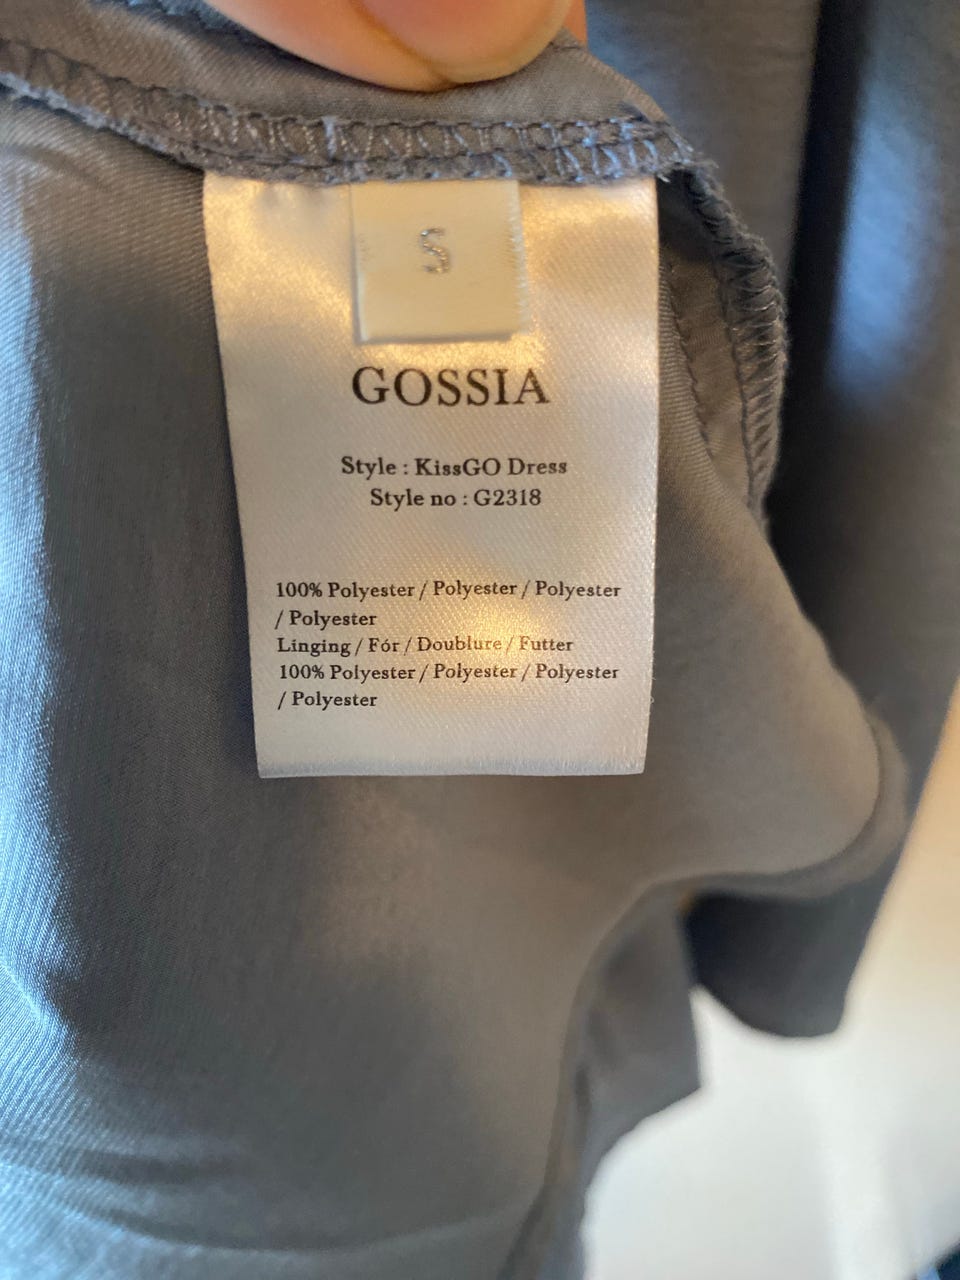 S
GOSSIA
Style : KissGO Dress
Style no : G2318
100% Polyester / Polyester / Polyester
/ Polyester
Linging / Fór / Doublure / Futter
100% Polyester / Polyester / Polyester
/ Polyester